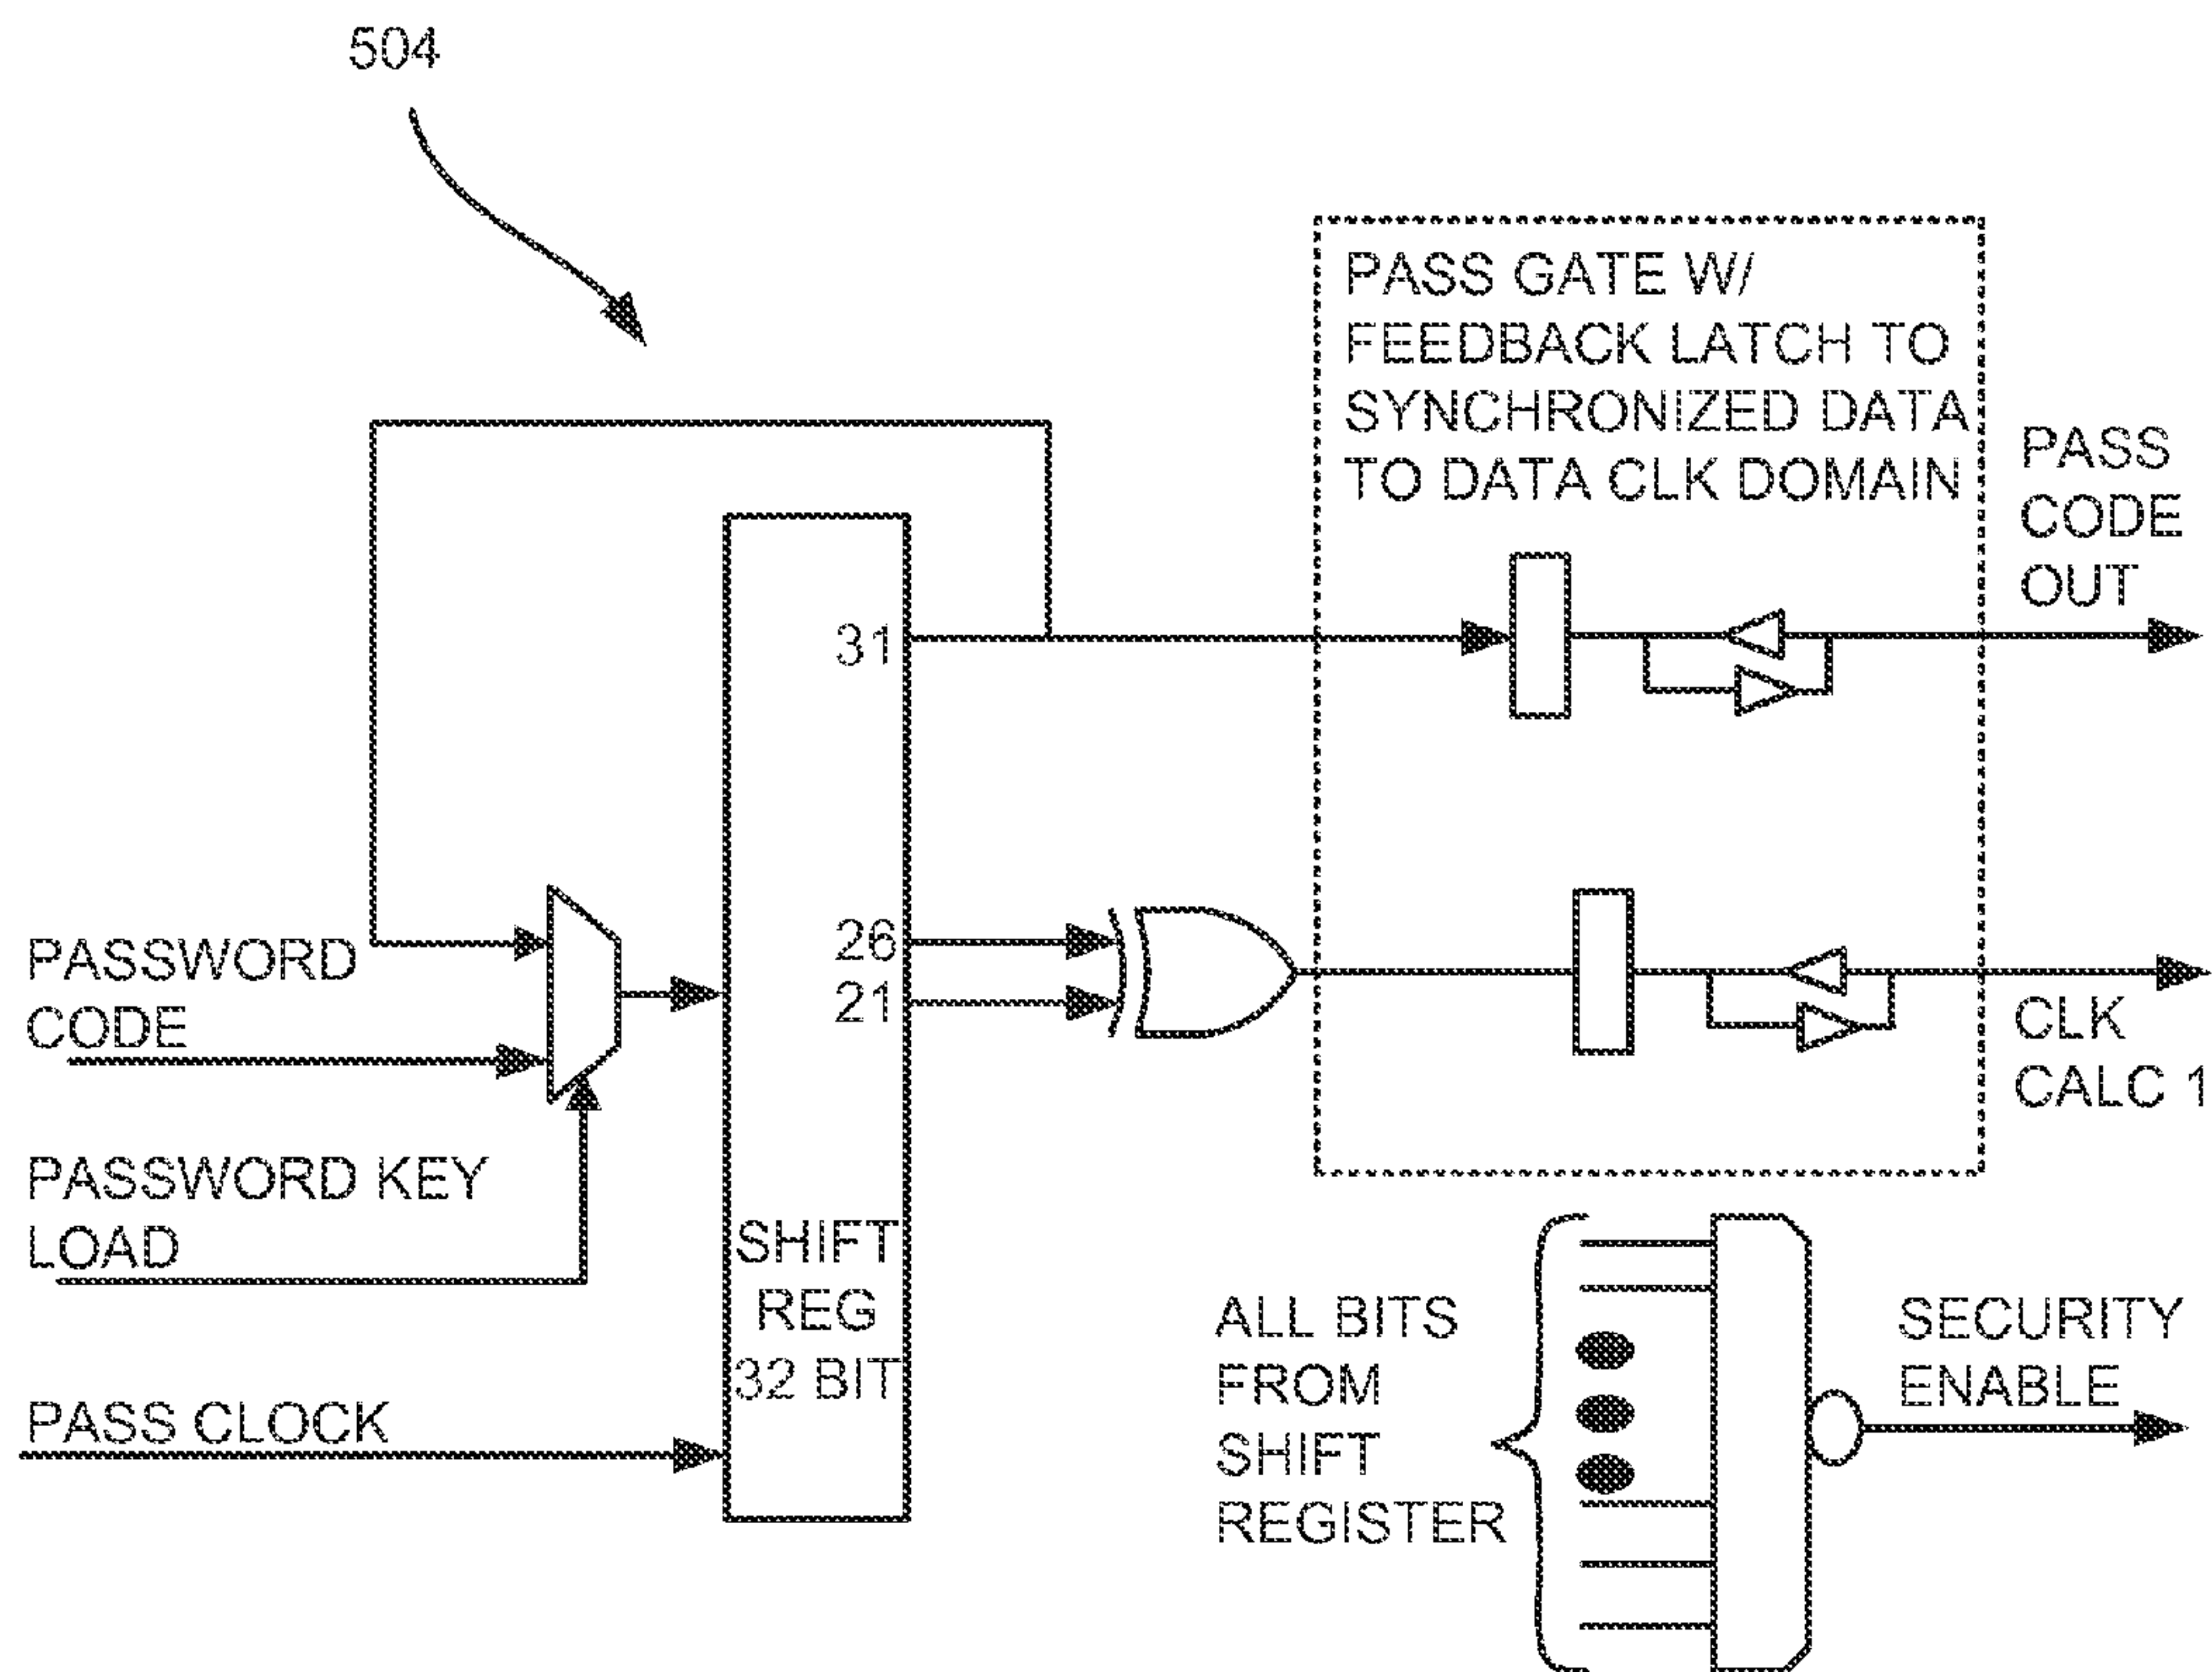 504
PASS GATE W/
FEEDBACK LATCH TO
SYNCHRONIZED DATA
TO DATA CLK DOMAIN
PASS
CODE
OUT
31
26
21
PASSWORD
CODE
CLK
CALC 1
PASSWORD KEY
LOAD
SHIFT
REG
32 BIT
PASS CLOCK
ALL BITS
FROM
SHIFT
REGISTER
SECURITY
ENABLE